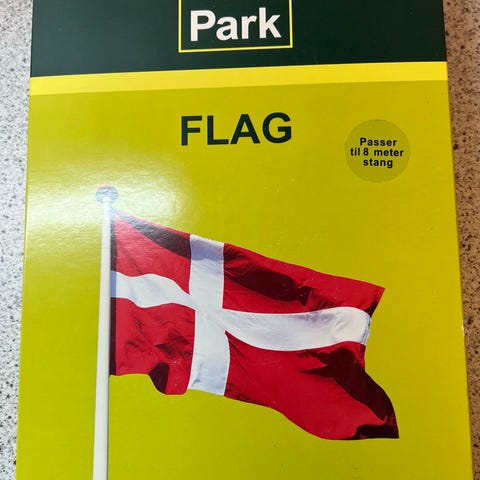 Park
FLAG
Passer
til 8 meter
stang